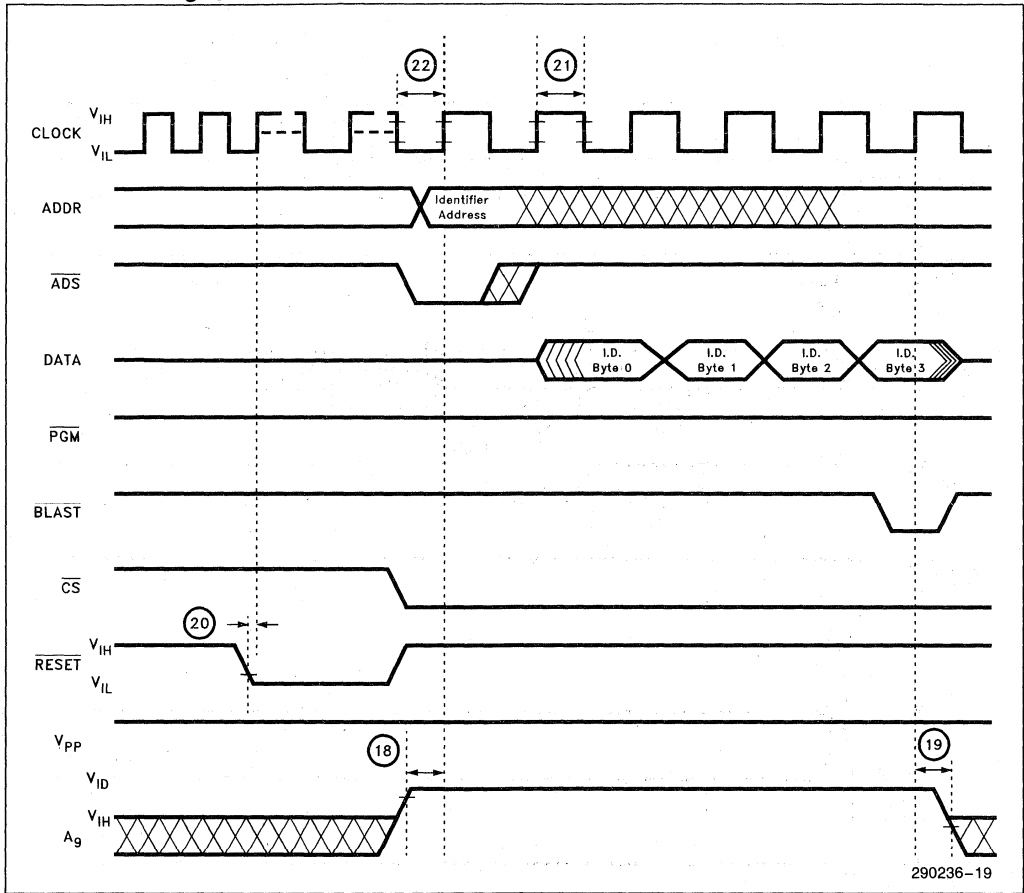 22
21
V_IH
CLOCK
V_IL
ADDR
Identifier
Address
ADS
DATA
I.D.
Byte 0
I.D.
Byte 1
I.D.
Byte 2
I.D.
Byte 3
PGM
BLAST
CS
20
V_IH
RESET
V_IL
V_PP
18
19
V_ID
V_IH
A_9
290236-19